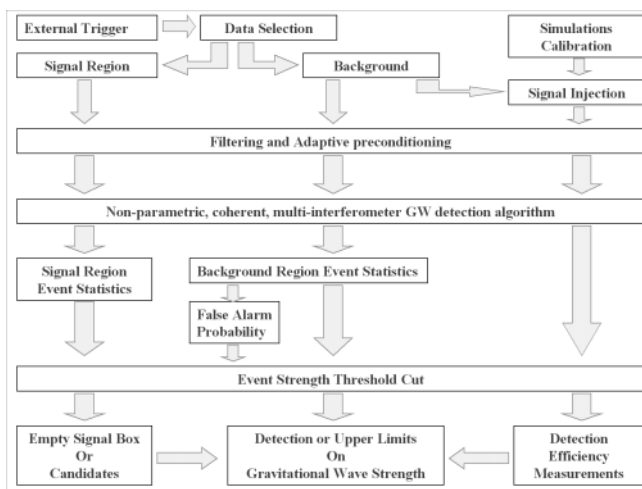 External Trigger
Data Selection
Simulations
Calibration
Signal Region
Background
Signal Injection
Filtering and Adaptive preconditioning
Non-parametric, coherent, multi-interferometer GW detection algorithm
Signal Region
Event Statistics
Background Region Event Statistics
False Alarm
Probability
Event Strength Threshold Cut
Empty Signal Box
Or
Candidates
Detection or Upper Limits
On
Gravitational Wave Strength
Detection
Efficiency
Measurements